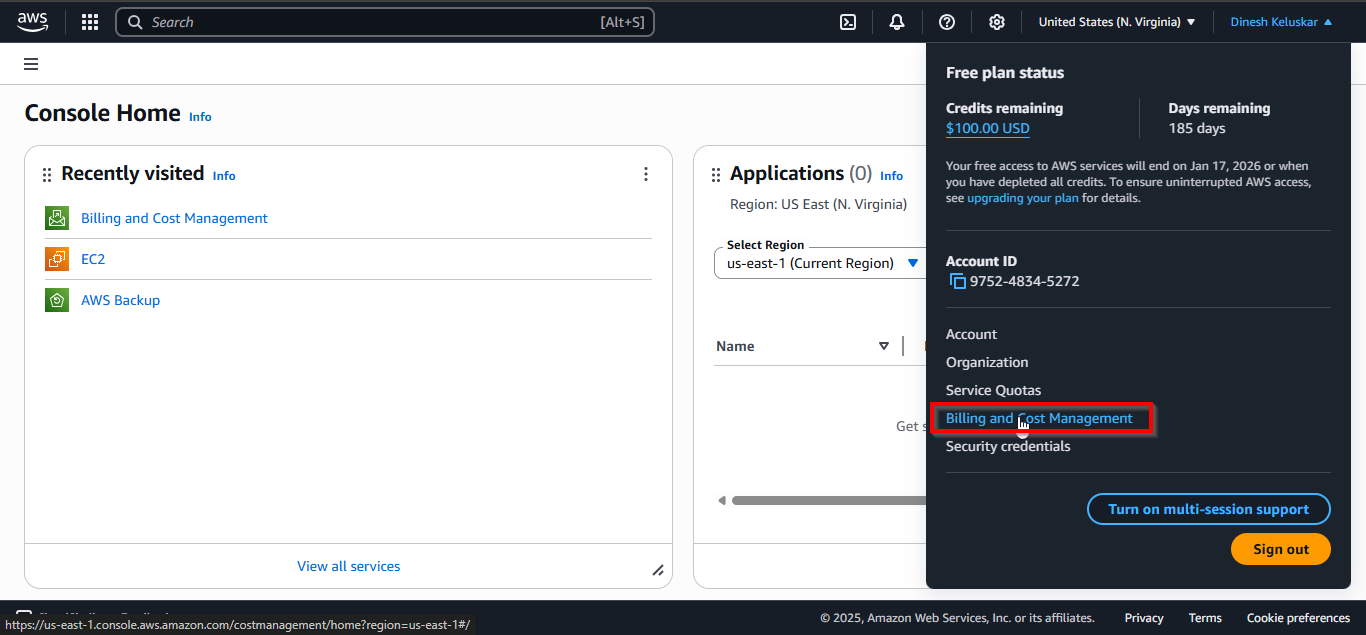 aws
Search
[Alt+S]
United States (N. Virginia)
Dinesh Keluskar
Console Home Info
Recently visited Info
Billing and Cost Management
EC2
AWS Backup
View all services
Applications (0) Info
Region: US East (N. Virginia)
Select Region
us-east-1 (Current Region)
Name
Get
Free plan status
Credits remaining
$100.00 USD
Days remaining
185 days
Your free access to AWS services will end on Jan 17, 2026 or when
you have depleted all credits. To ensure uninterrupted AWS access,
see upgrading your plan for details.
Account ID
9752-4834-5272
Account
Organization
Service Quotas
Billing and Cost Management
Security credentials
Turn on multi-session support
Sign out
© 2025, Amazon Web Services, Inc. or its affiliates.
Privacy
Terms
Cookie preferences
https://us-east-1.console.aws.amazon.com/costmanagement/home?region=us-east-1#/